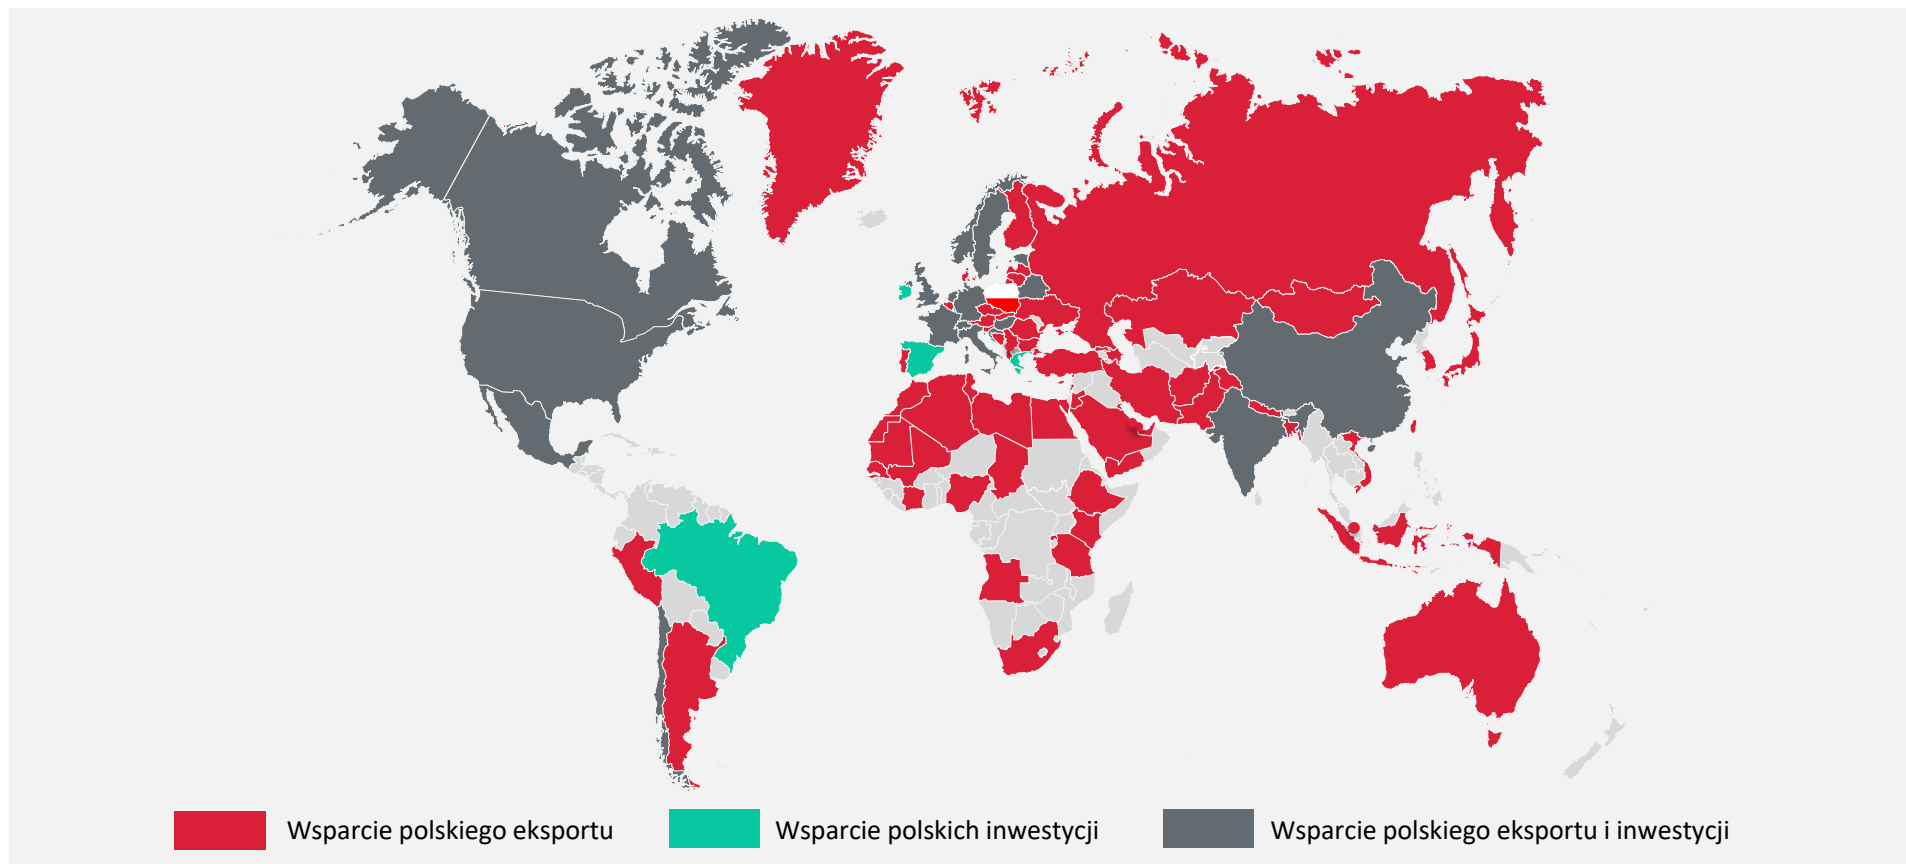 Wsparcie polskiego eksportu
Wsparcie polskich inwestycji
Wsparcie polskiego eksportu i inwestycji